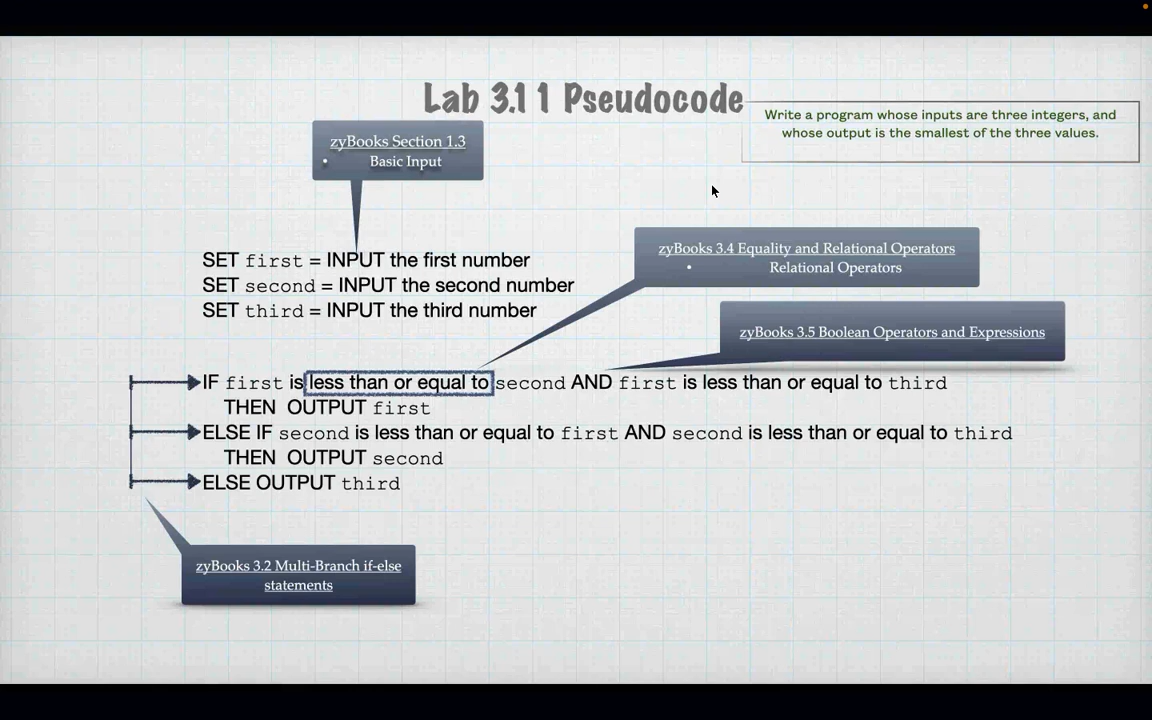 Lab 3.11 Pseudocode
Write a program whose inputs are three integers, and
whose output is the smallest of the three values.
zyBooks Section 1.3
• Basic Input
zyBooks 3.4 Equality and Relational Operators
• Relational Operators
SET first = INPUT the first number
SET second = INPUT the second number
SET third = INPUT the third number
zyBooks 3.5 Boolean Operators and Expressions
IF first is less than or equal to second AND first is less than or equal to third
THEN OUTPUT first
ELSE IF second is less than or equal to first AND second is less than or equal to third
THEN OUTPUT second
ELSE OUTPUT third
zyBooks 3.2 Multi-Branch if-else
statements